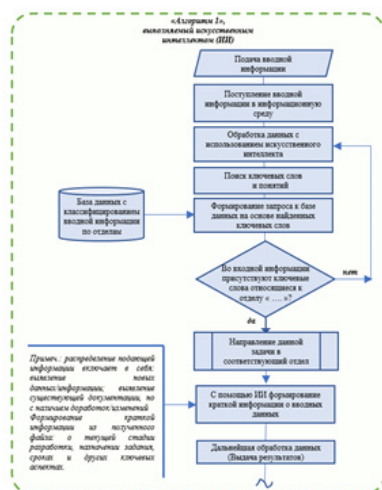 «Алгоритм 1»,
выполняемый искусственным
интеллектом (ИИ)
Подача вводной
информации
Поступление вводной
информации в информационную
среду
Обработка данных с
использованием искусственного
интеллекта
Поиск ключевых слов
и понятий
База данных с
классифицированием
вводной информации
по отделам
Формирование запроса к базе
данных на основе найденных
ключевых слов
Во входной информации
присутствуют ключевые
слова относящиеся к
отделу « …. »?
нет
да
Направление данной
задачи в
соответствующий отдел
Примеч.: распределение подающей
информации включает в себя:
выявление новых
данных/информации; выявление
существующей документации, но
с наличием доработок/изменений
Формирование краткой
информации из полученного
файла: о текущей стадии
разработки, назначении задания,
сроках и других ключевых
аспектах.
С помощью ИИ формирование
краткой информации о вводных
данных
Дальнейшая обработка данных
(Выдача результатов)